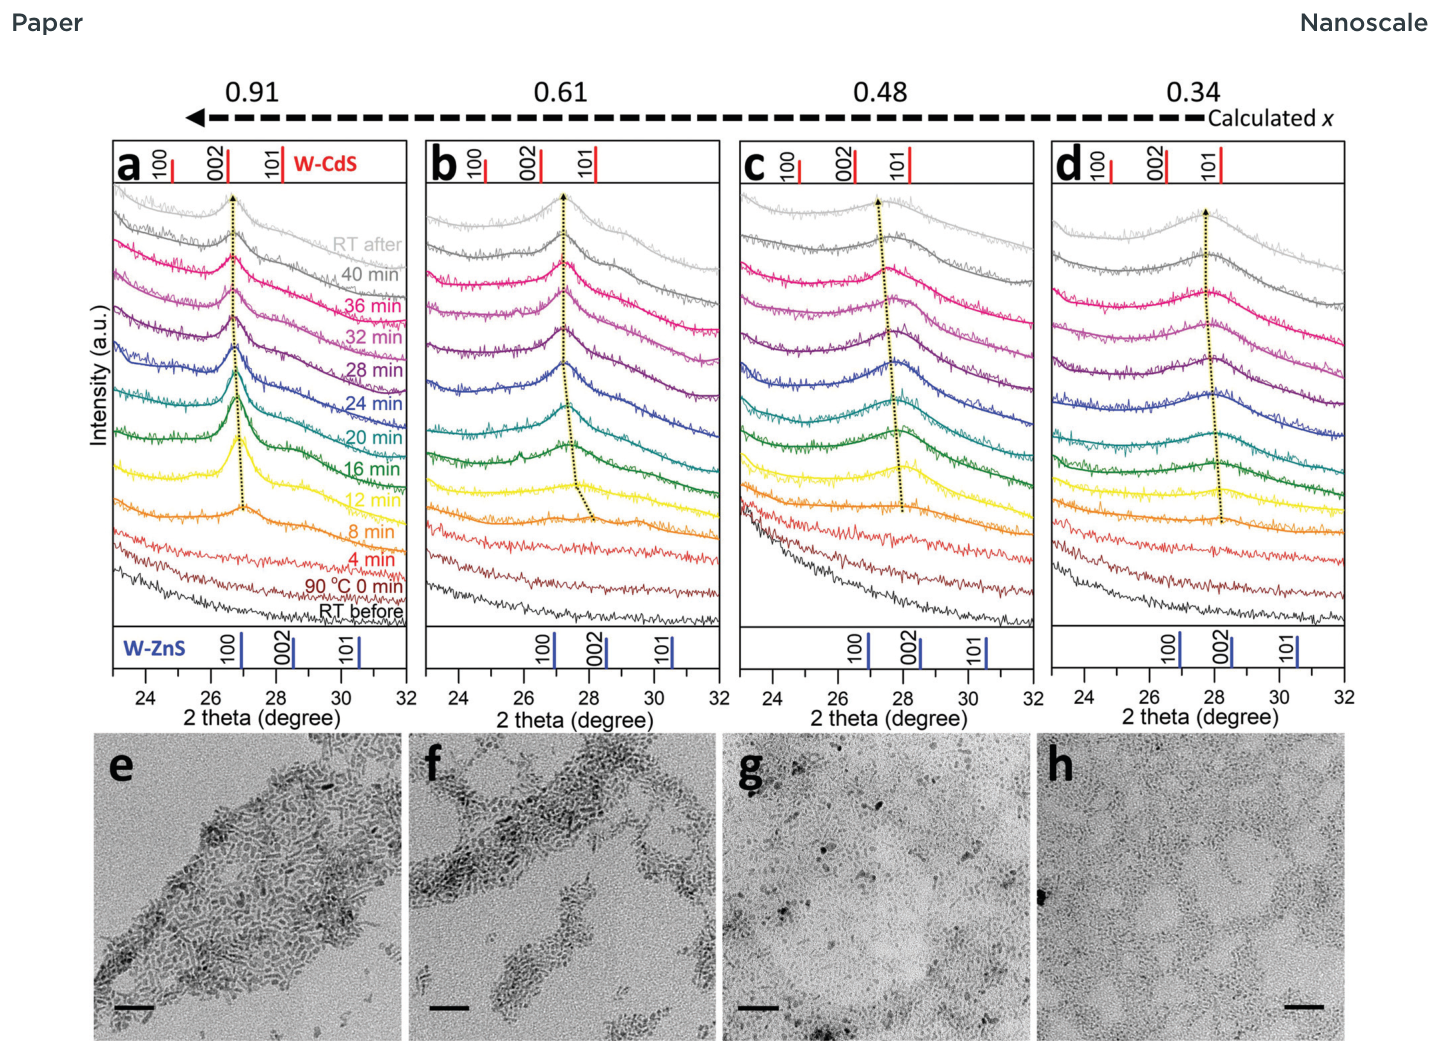 Paper Nanoscale
0.91 0.61 0.48 0.34
Calculated x
a 100 002 101 W-CdS
b 100 002 101
c 100 002 101
d 100 002 101
Intensity (a.u.)
RT after
40 min
36 min
32 min
28 min
24 min
20 min
16 min
12 min
8 min
4 min
90 °C 0 min
RT before
W-ZnS 100 002 101
100 002 101
100 002 101
100 002 101
24 26 28 30 32 24 26 28 30 32 24 26 28 30 32 24 26 28 30 32
2 theta (degree) 2 theta (degree) 2 theta (degree) 2 theta (degree)
e f g h